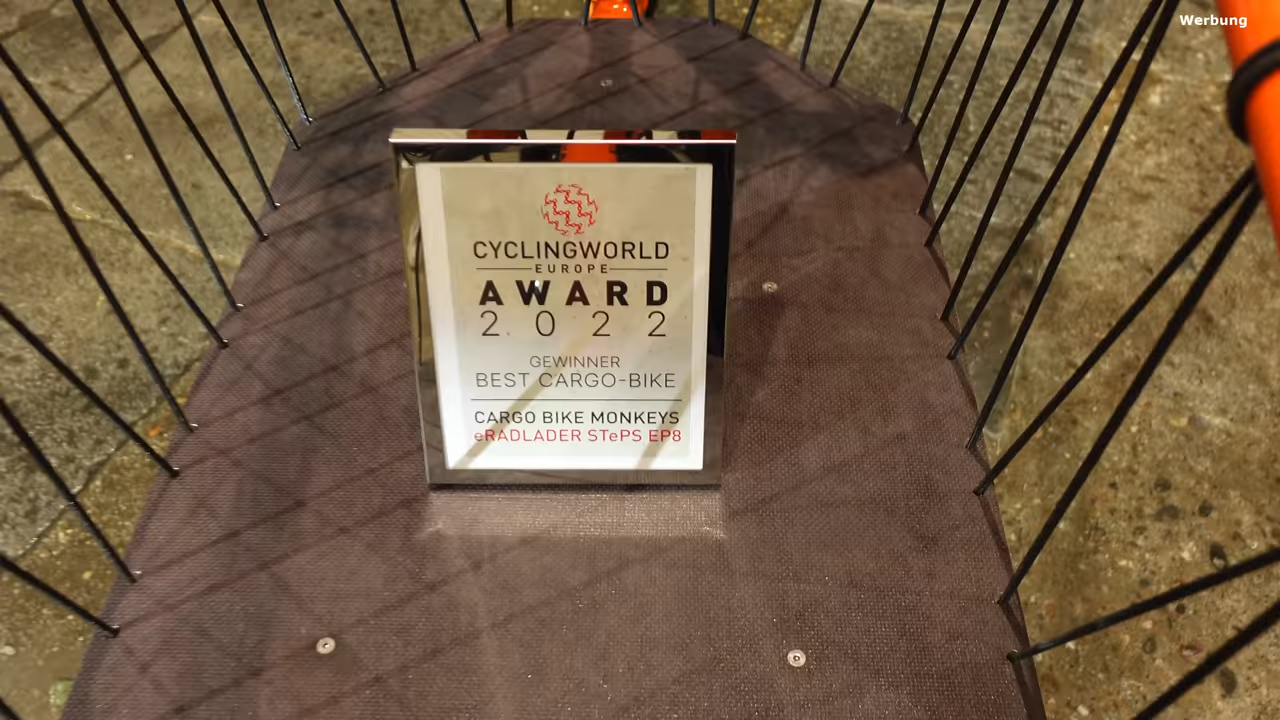 Werbung
CYCLINGWORLD
EUROPE
AWARD
2022
GEWINNER
BEST CARGO-BIKE
CARGO BIKE MONKEYS
eRADLADER STePS EP8